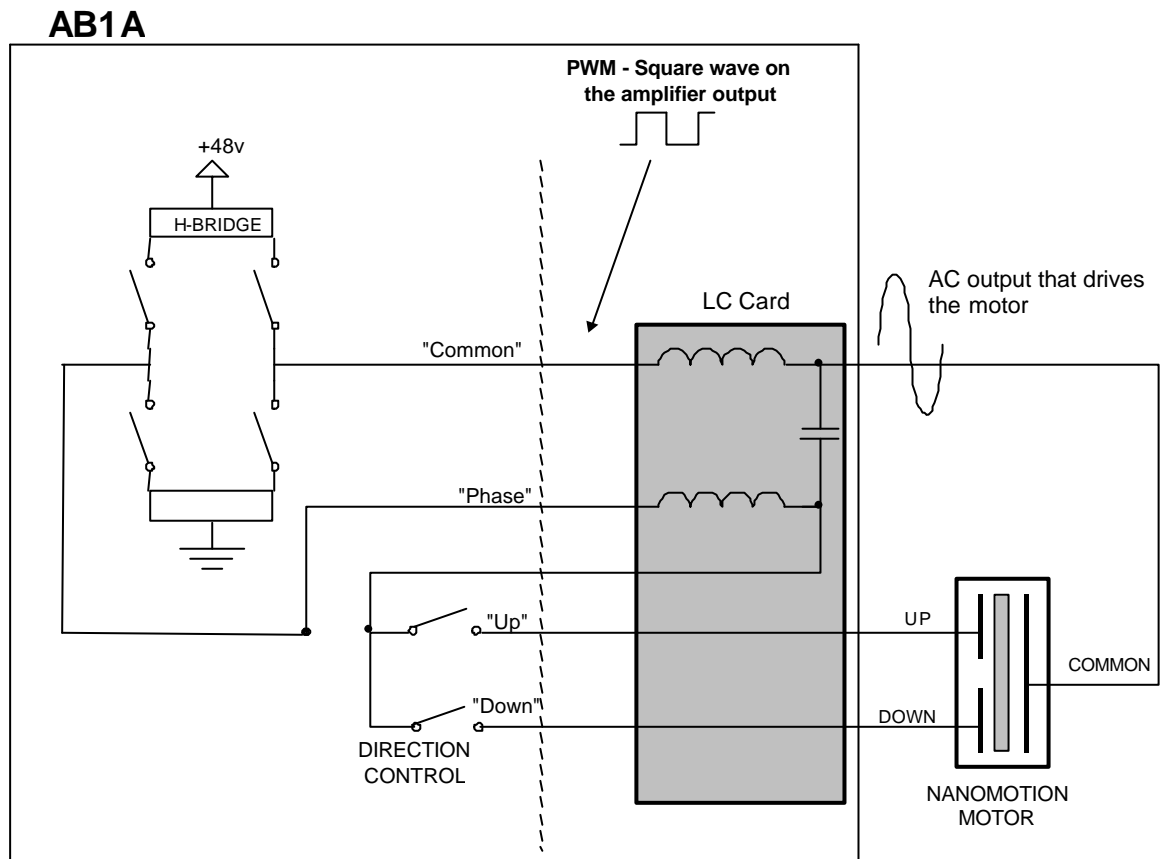 AB1A
PWM - Square wave on
the amplifier output
+48v
H-BRIDGE
AC output that drives
the motor
LC Card
"Common"
"Phase"
"Up"
UP
COMMON
"Down"
DOWN
DIRECTION
CONTROL
NANOMOTION
MOTOR